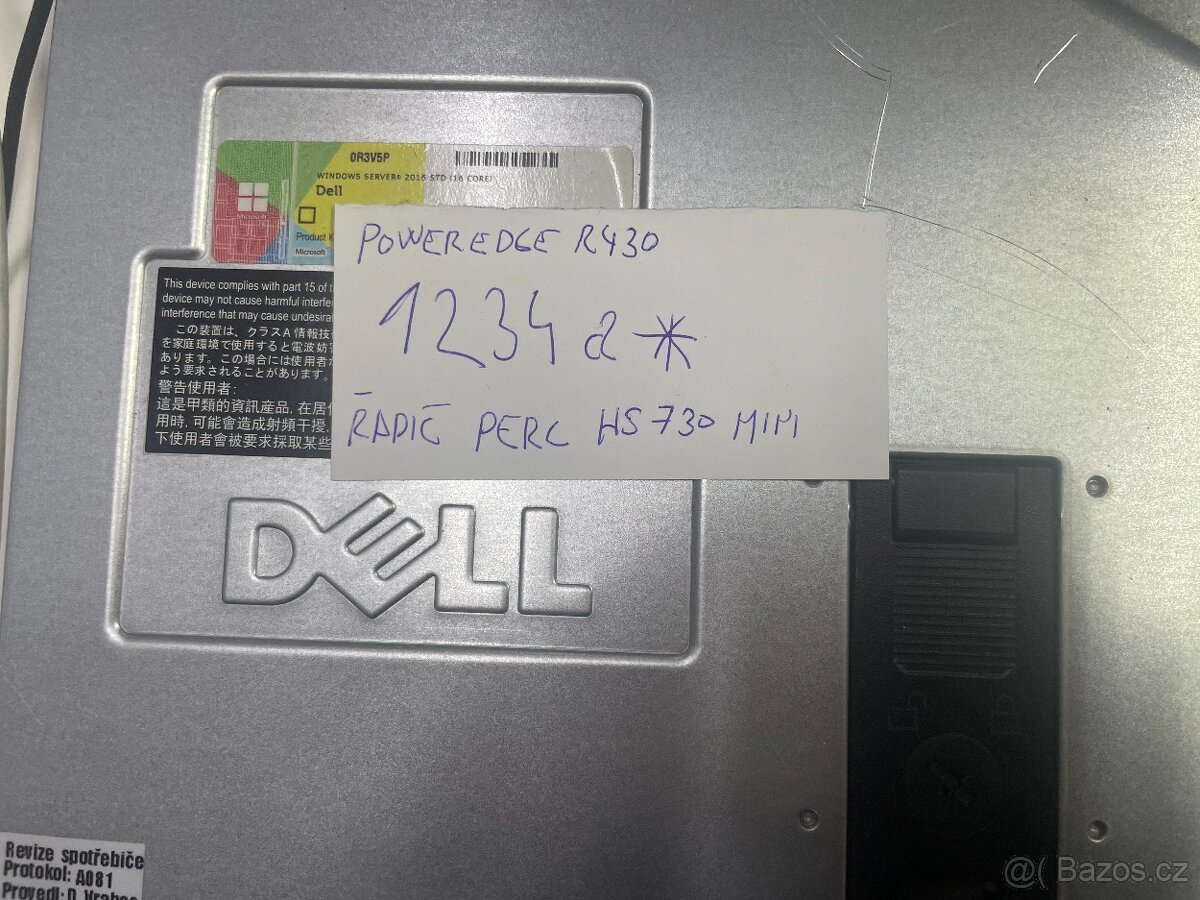 0R3V5P
WINDOWS SERVER® 2016 STD (16 CORE)
Dell
Microsoft
Product K
Microsoft
POWEREDGE R430
1234 a *
ŘADIČ PERC HS730 MINI
This device complies with part 15 of t
device may not cause harmful interfe
interference that may cause undesira
この装置は、クラスA 情報技
を家庭環境で使用すると電波妨
あります。この場合には使用者が
よう要求されることがあります。
警告使用者:
這是甲類的資訊産品, 在居住
用時, 可能會造成射頻干擾,
下使用者會被要求採取某些
DELL
Revize spotřebiče
Protokol: A081
Provedl: D. Vrabec
@( Bazos.cz